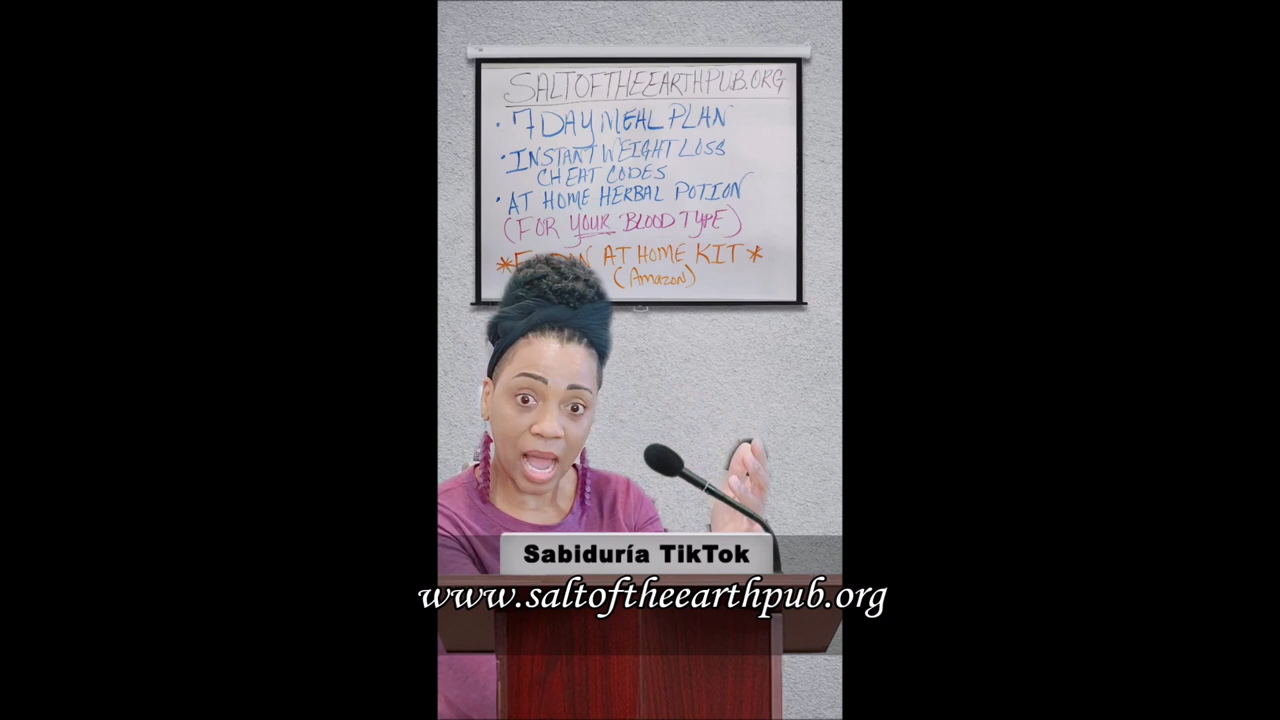 SALTOFTHEEARTHPUB.ORG
• 7 DAY MEAL PLAN
• INSTANT WEIGHT LOSS
CHEAT CODES
• AT HOME HERBAL POTION
(FOR YOUR BLOOD TYPE)
AT HOME KIT *
(Amazon)
Sabiduría TikTok
www.saltoftheearthpub.org